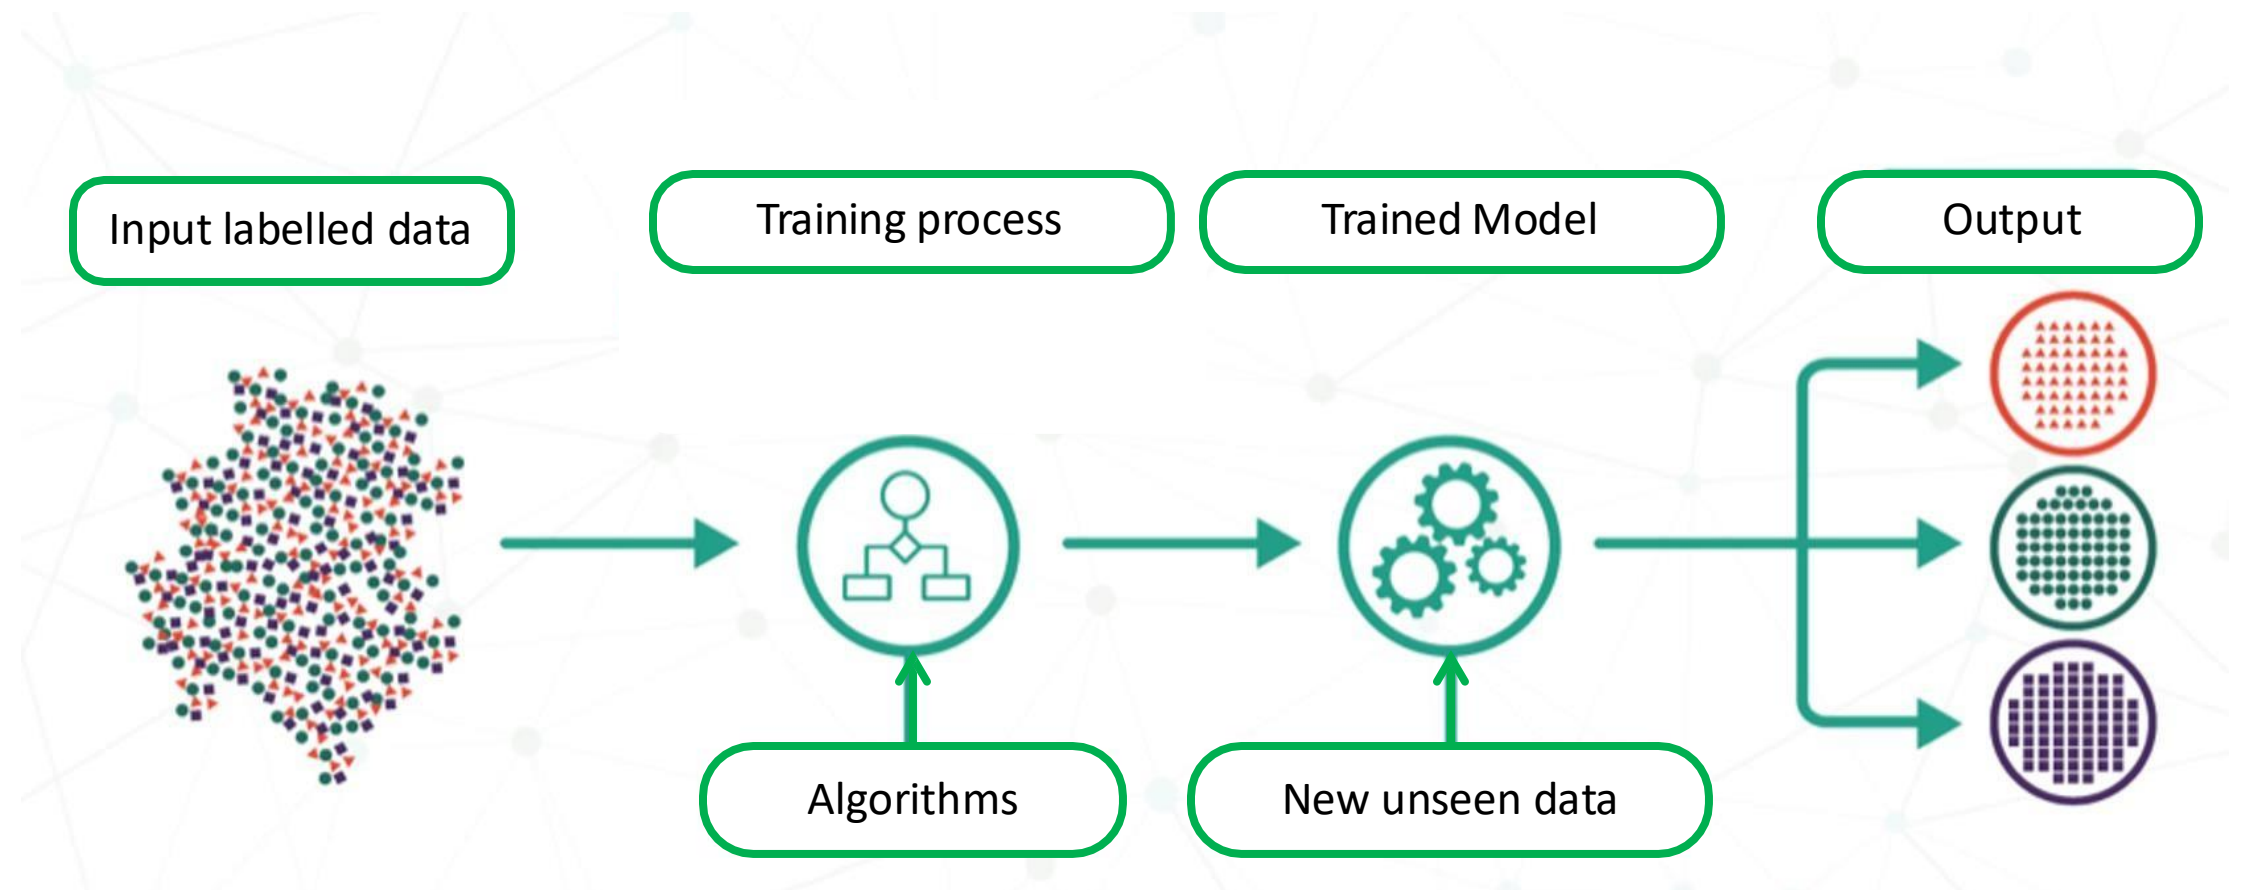 Input labelled data
Training process
Trained Model
Output
Algorithms
New unseen data